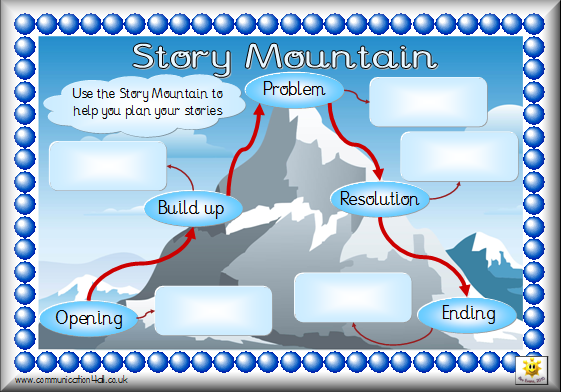 Story Mountain
Use the Story Mountain to
help you plan your stories
Problem
Resolution
Build up
Opening
Ending
www.communication4all.co.uk